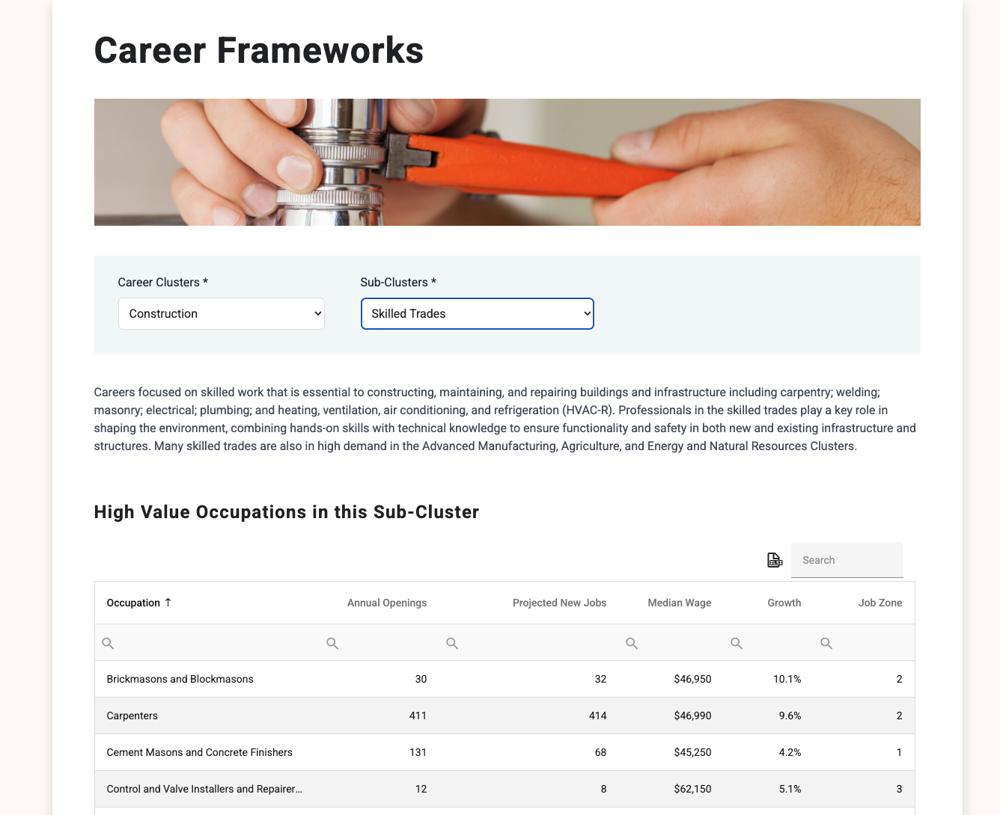 Career Frameworks
Career Clusters *
Sub-Clusters *
Construction
Skilled Trades
Careers focused on skilled work that is essential to constructing, maintaining, and repairing buildings and infrastructure including carpentry; welding;
masonry; electrical; plumbing; and heating, ventilation, air conditioning, and refrigeration (HVAC-R). Professionals in the skilled trades play a key role in
shaping the environment, combining hands-on skills with technical knowledge to ensure functionality and safety in both new and existing infrastructure and
structures. Many skilled trades are also in high demand in the Advanced Manufacturing, Agriculture, and Energy and Natural Resources Clusters.
High Value Occupations in this Sub-Cluster
Search
Occupation ↑ Annual Openings Projected New Jobs Median Wage Growth Job Zone
Brickmasons and Blockmasons 30 32 $46,950 10.1% 2
Carpenters 411 414 $46,990 9.6% 2
Cement Masons and Concrete Finishers 131 68 $45,250 4.2% 1
Control and Valve Installers and Repairer... 12 8 $62,150 5.1% 3